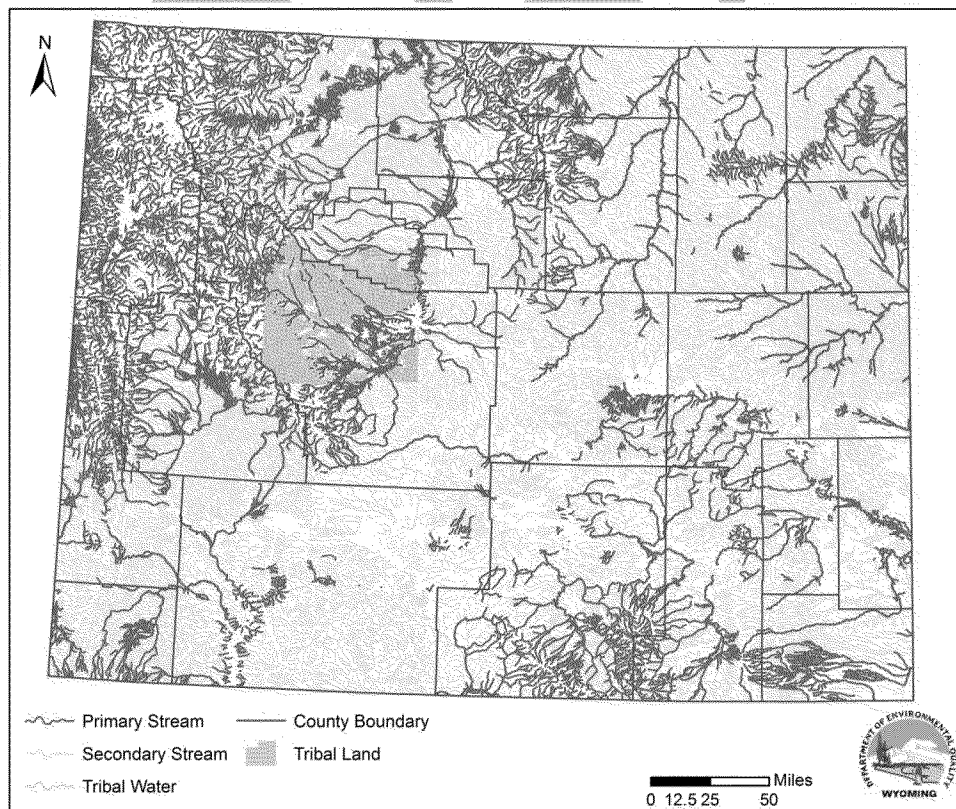 N
Primary Stream
County Boundary
Secondary Stream
Tribal Land
Tribal Water
Miles
0 12.5 25 50
DEPARTMENT OF ENVIRONMENTAL QUALITY
WYOMING